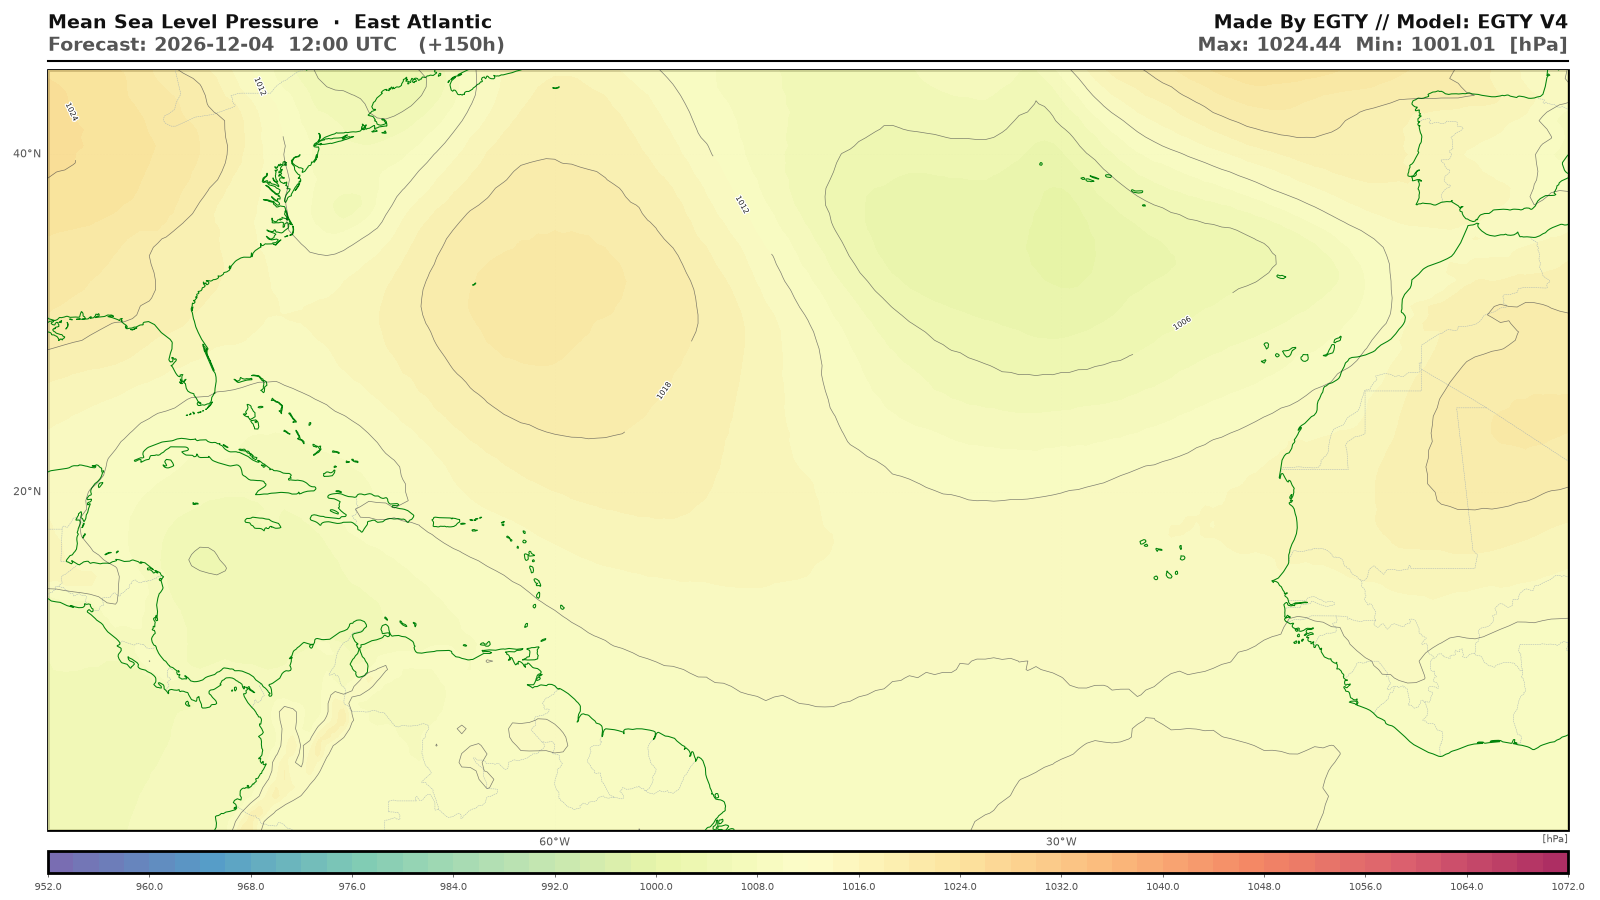 Mean Sea Level Pressure · East Atlantic
Made By EGTY // Model: EGTY V4
Forecast: 2026-12-04 12:00 UTC (+150h)
Max: 1024.44 Min: 1001.01 [hPa]
1012
1024
40°N
1012
1006
1018
20°N
60°W
30°W
[hPa]
952.0 960.0 968.0 976.0 984.0 992.0 1000.0 1008.0 1016.0 1024.0 1032.0 1040.0 1048.0 1056.0 1064.0 1072.0